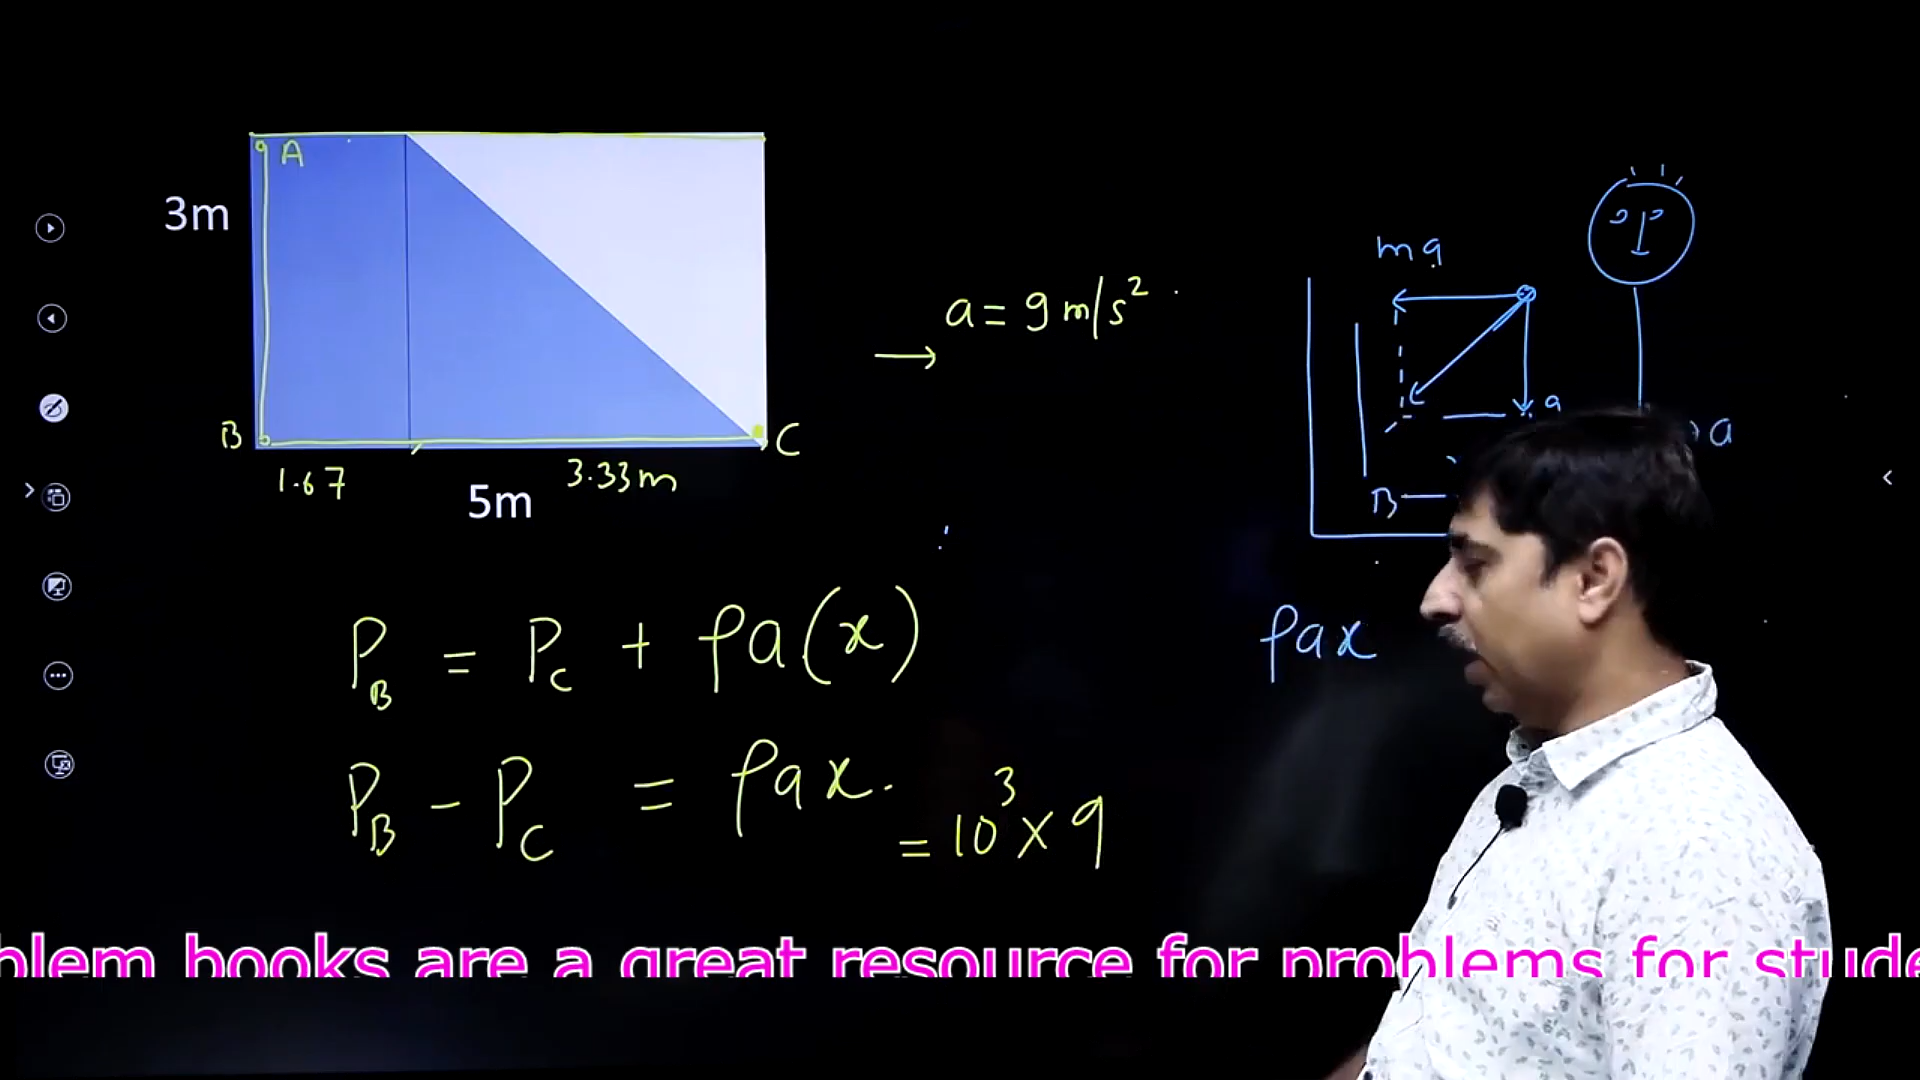 A
3m
B
C
1.67
3.33m
5m
→ a = 9 m/s²
ma
a
a
B
P_B = P_C + ρa(x)
ρax
P_B - P_C = ρax.
= 10³ × 9
blem books are a great resource for problems for stude